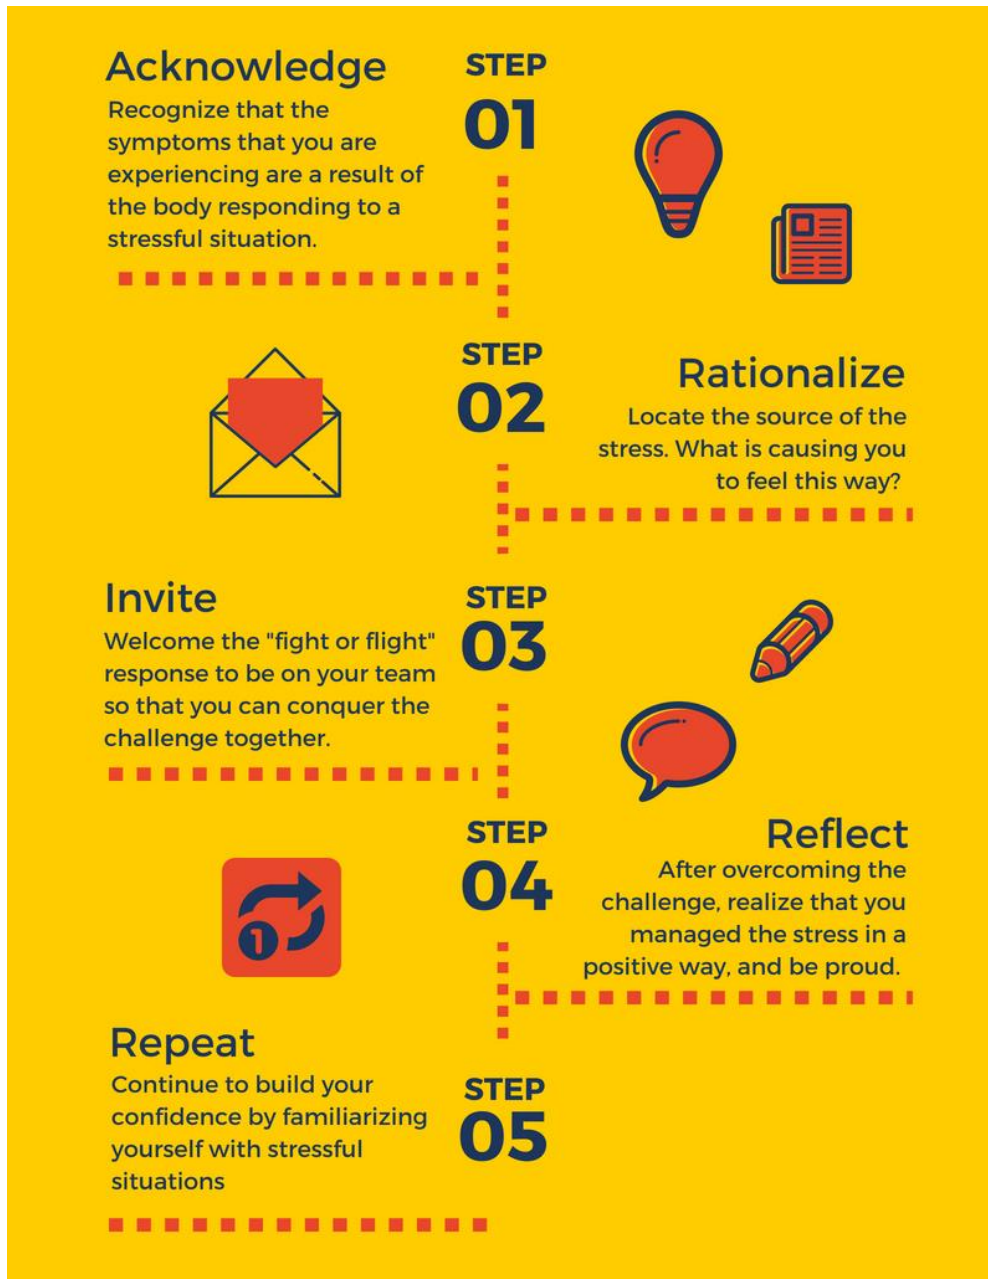 Acknowledge
STEP
01
Recognize that the
symptoms that you are
experiencing are a result of
the body responding to a
stressful situation.
STEP
02
Rationalize
Locate the source of the
stress. What is causing you
to feel this way?
Invite
STEP
03
Welcome the "fight or flight"
response to be on your team
so that you can conquer the
challenge together.
STEP
04
Reflect
After overcoming the
challenge, realize that you
managed the stress in a
positive way, and be proud.
1
Repeat
STEP
05
Continue to build your
confidence by familiarizing
yourself with stressful
situations